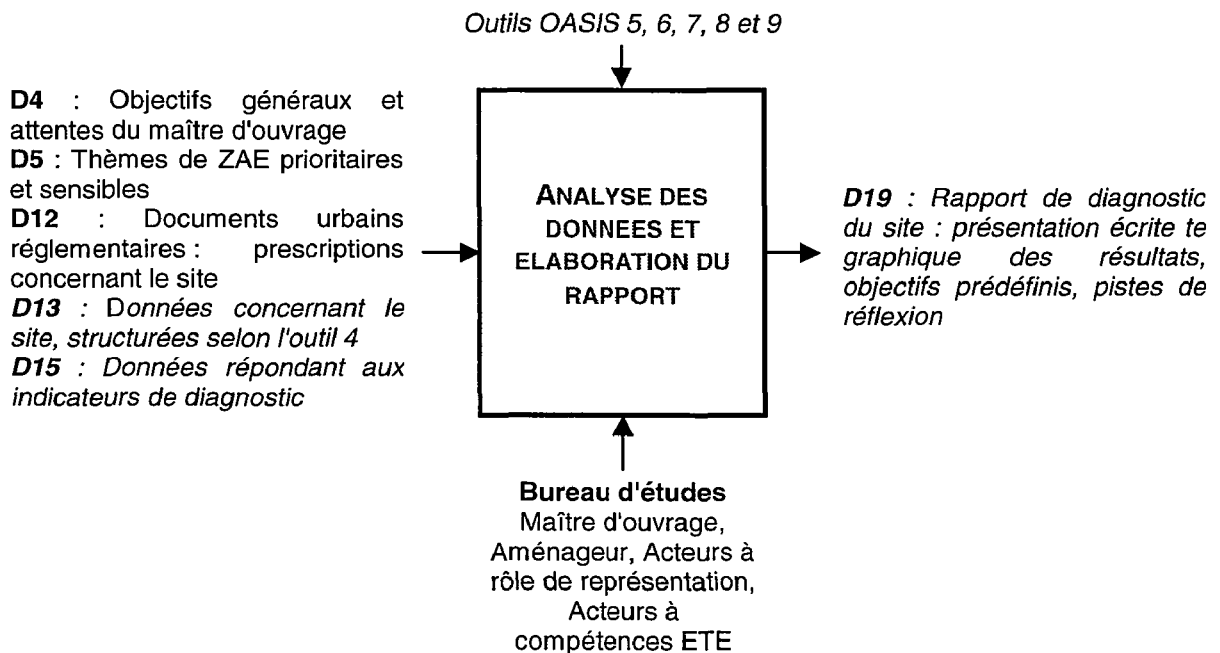 Outils OASIS 5, 6, 7, 8 et 9
D4 : Objectifs généraux et
attentes du maître d'ouvrage
D5 : Thèmes de ZAE prioritaires
et sensibles
D12 : Documents urbains
réglementaires : prescriptions
concernant le site
D13 : Données concernant le
site, structurées selon l'outil 4
D15 : Données répondant aux
indicateurs de diagnostic
ANALYSE DES
DONNEES ET
ELABORATION DU
RAPPORT
D19 : Rapport de diagnostic
du site : présentation écrite te
graphique des résultats,
objectifs prédéfinis, pistes de
réflexion
Bureau d'études
Maître d'ouvrage,
Aménageur, Acteurs à
rôle de représentation,
Acteurs à
compétences ETE